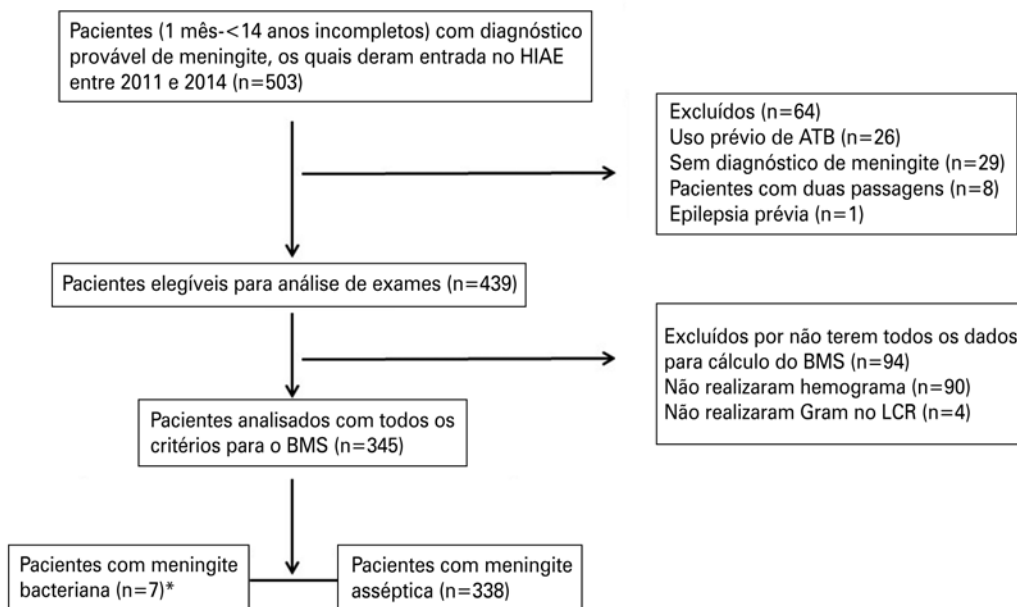 Pacientes (1 mês-<14 anos incompletos) com diagnóstico
provável de meningite, os quais deram entrada no HIAE
entre 2011 e 2014 (n=503)
Excluídos (n=64)
Uso prévio de ATB (n=26)
Sem diagnóstico de meningite (n=29)
Pacientes com duas passagens (n=8)
Epilepsia prévia (n=1)
Pacientes elegíveis para análise de exames (n=439)
Excluídos por não terem todos os dados
para cálculo do BMS (n=94)
Não realizaram hemograma (n=90)
Não realizaram Gram no LCR (n=4)
Pacientes analisados com todos os
critérios para o BMS (n=345)
Pacientes com meningite
bacteriana (n=7)*
Pacientes com meningite
asséptica (n=338)